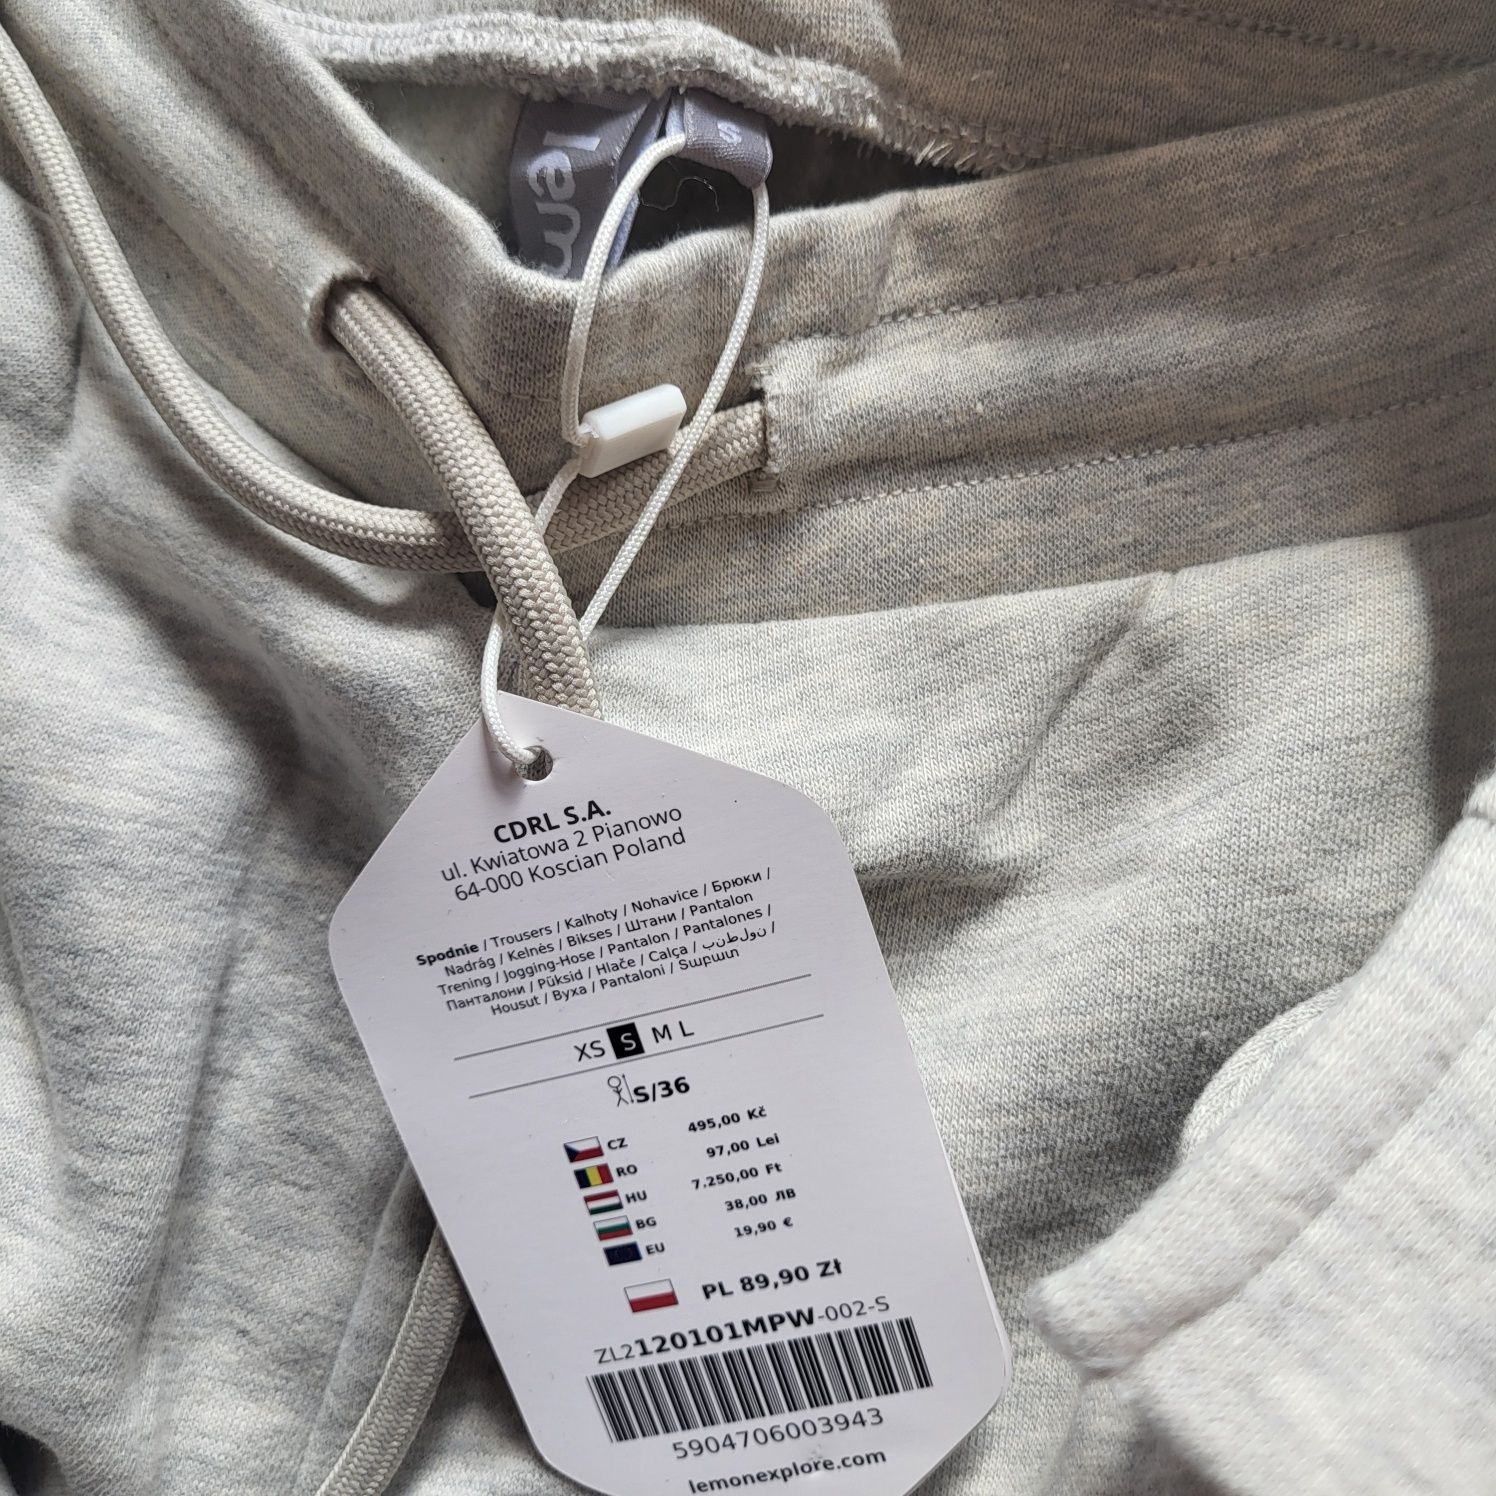 lem
S
CDRL S.A.
ul. Kwiatowa 2 Pianowo
64-000 Koscian Poland
Spodnie / Trousers / Kalhoty / Nohavice / Брюки /
Nadrág / Kelnės / Bikses / Штани / Pantalon
Trening / Jogging-Hose / Pantalon / Pantalones /
Панталони / Püksid / Hlače / Calça / بنطلون /
Housut / Вуха / Pantaloni / Տաբատ
XS S M L
S/36
CZ 495,00 Kč
RO 97,00 Lei
HU 7.250,00 Ft
BG 38,00 ЛВ
EU 19,90 €
PL 89,90 Zł
ZL2120101MPW-002-S
5904706003943
lemonexplore.com